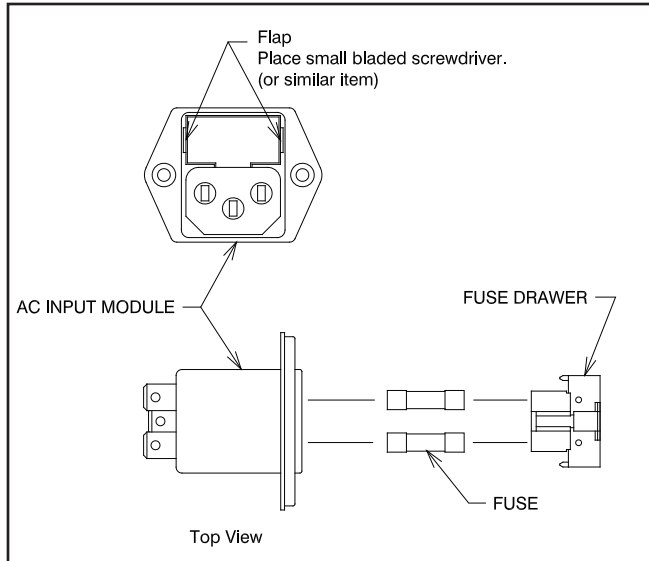 Flap
Place small bladed screwdriver.
(or similar item)
AC INPUT MODULE
FUSE DRAWER
FUSE
Top View